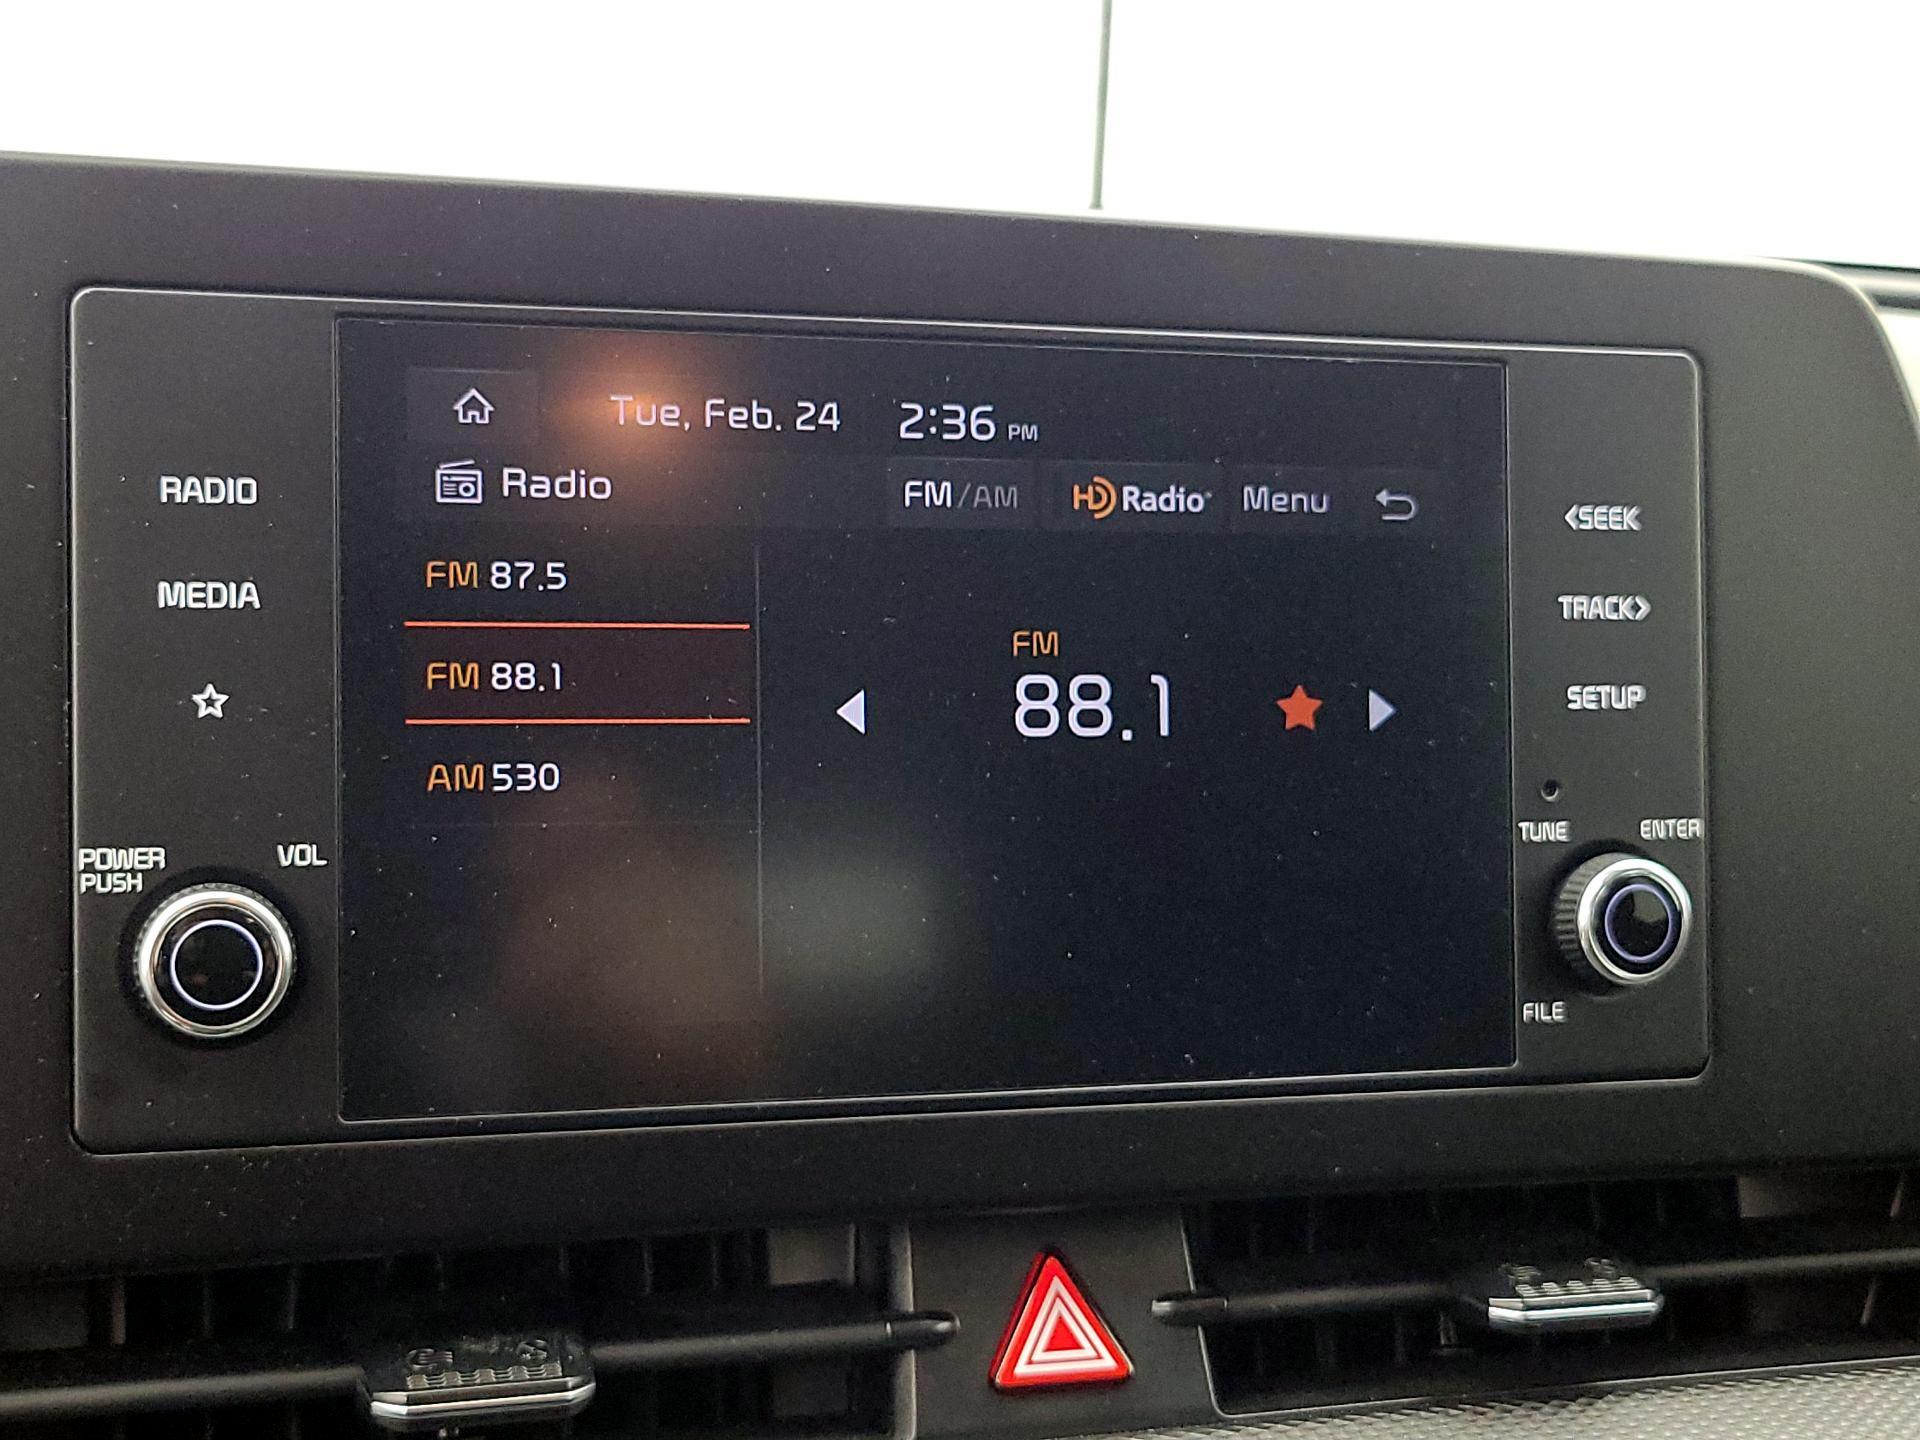 Tue, Feb. 24 2:36 PM
Radio FM/AM HD Radio Menu
RADIO
MEDIA
FM 87.5
FM 88.1
AM 530
FM
88.1
<SEEK
TRACK>
SETUP
POWER
PUSH
VOL
TUNE
ENTER
FILE